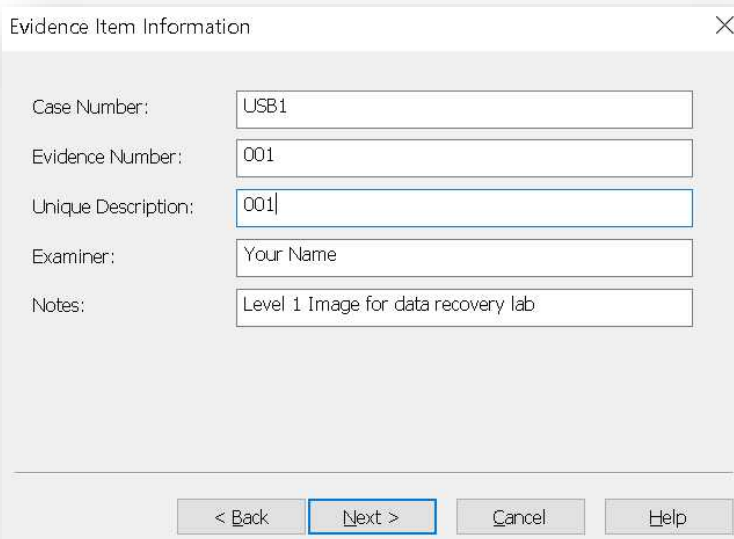 Evidence Item Information
Case Number: USB1
Evidence Number: 001
Unique Description: 001
Examiner: Your Name
Notes: Level 1 Image for data recovery lab
< Back Next > Cancel Help